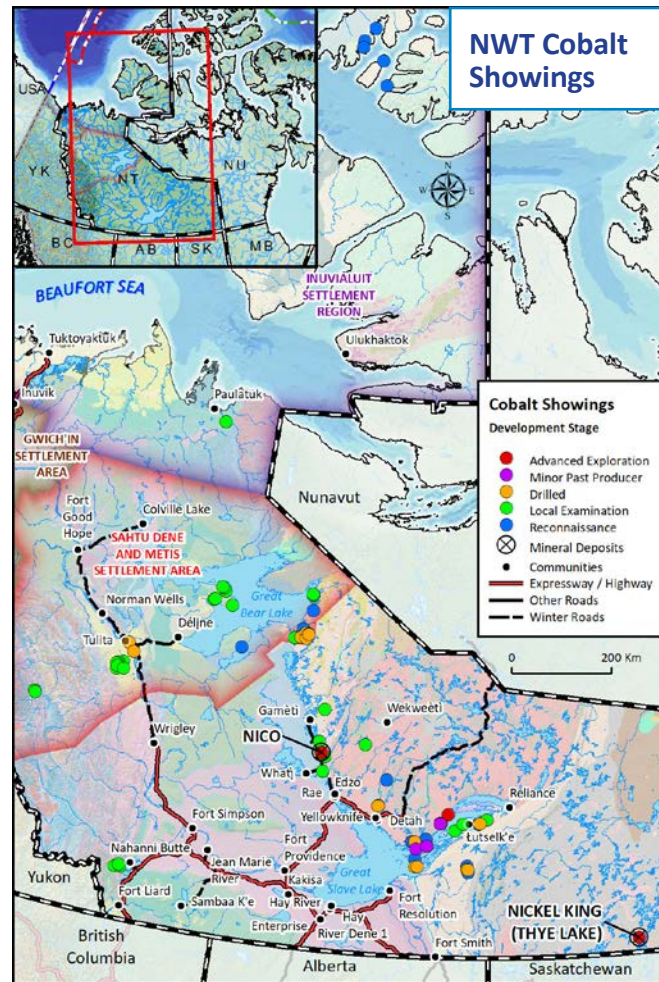 NWT Cobalt
Showings
USA
YK
NT
NU
BC
AB
SK
MB
N
W
E
S
BEAUFORT SEA
INUVIALUIT
SETTLEMENT
REGION
Tuktoyaktuk
Ulukhaktok
Inuvik
Paulatuk
GWICH'IN
SETTLEMENT
AREA
Cobalt Showings
Development Stage
Advanced Exploration
Minor Past Producer
Drilled
Local Examination
Reconnaissance
Mineral Deposits
Communities
Expressway / Highway
Other Roads
Winter Roads
0
200 Km
Nunavut
Fort
Good
Hope
Colville Lake
SAHTU DENE
AND METIS
SETTLEMENT AREA
Norman Wells
Great
Bear Lake
Tulita
Déljne
Wrigley
Gamètì
Wekweètì
NICO
Whatì
Rae
Edzo
Reliance
Yellowknife
Detah
Łutselk'e
Fort Simpson
Nahanni Butte
Jean Marie
River
Fort
Providence
Kakisa
Great
Slave Lake
Yukon
Fort Liard
Sambaa K'e
Hay River
Enterprise
Hay
River Dene 1
Fort
Resolution
NICKEL KING
(THYE LAKE)
British
Columbia
Alberta
Fort Smith
Saskatchewan